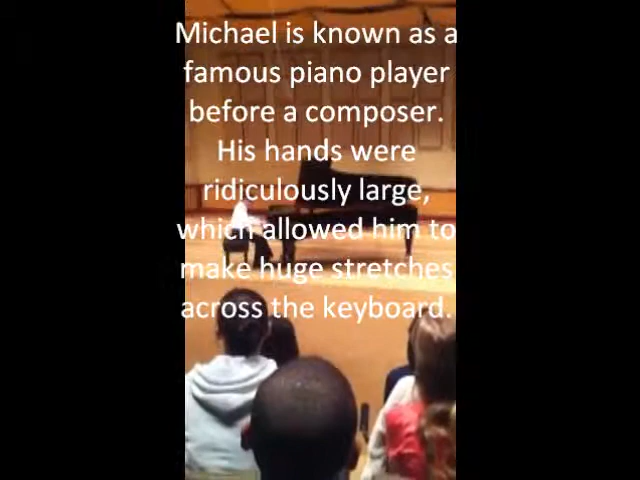 Michael is known as a
famous piano player
before a composer.
His hands were
ridiculously large,
which allowed him to
make huge stretches
across the keyboard.